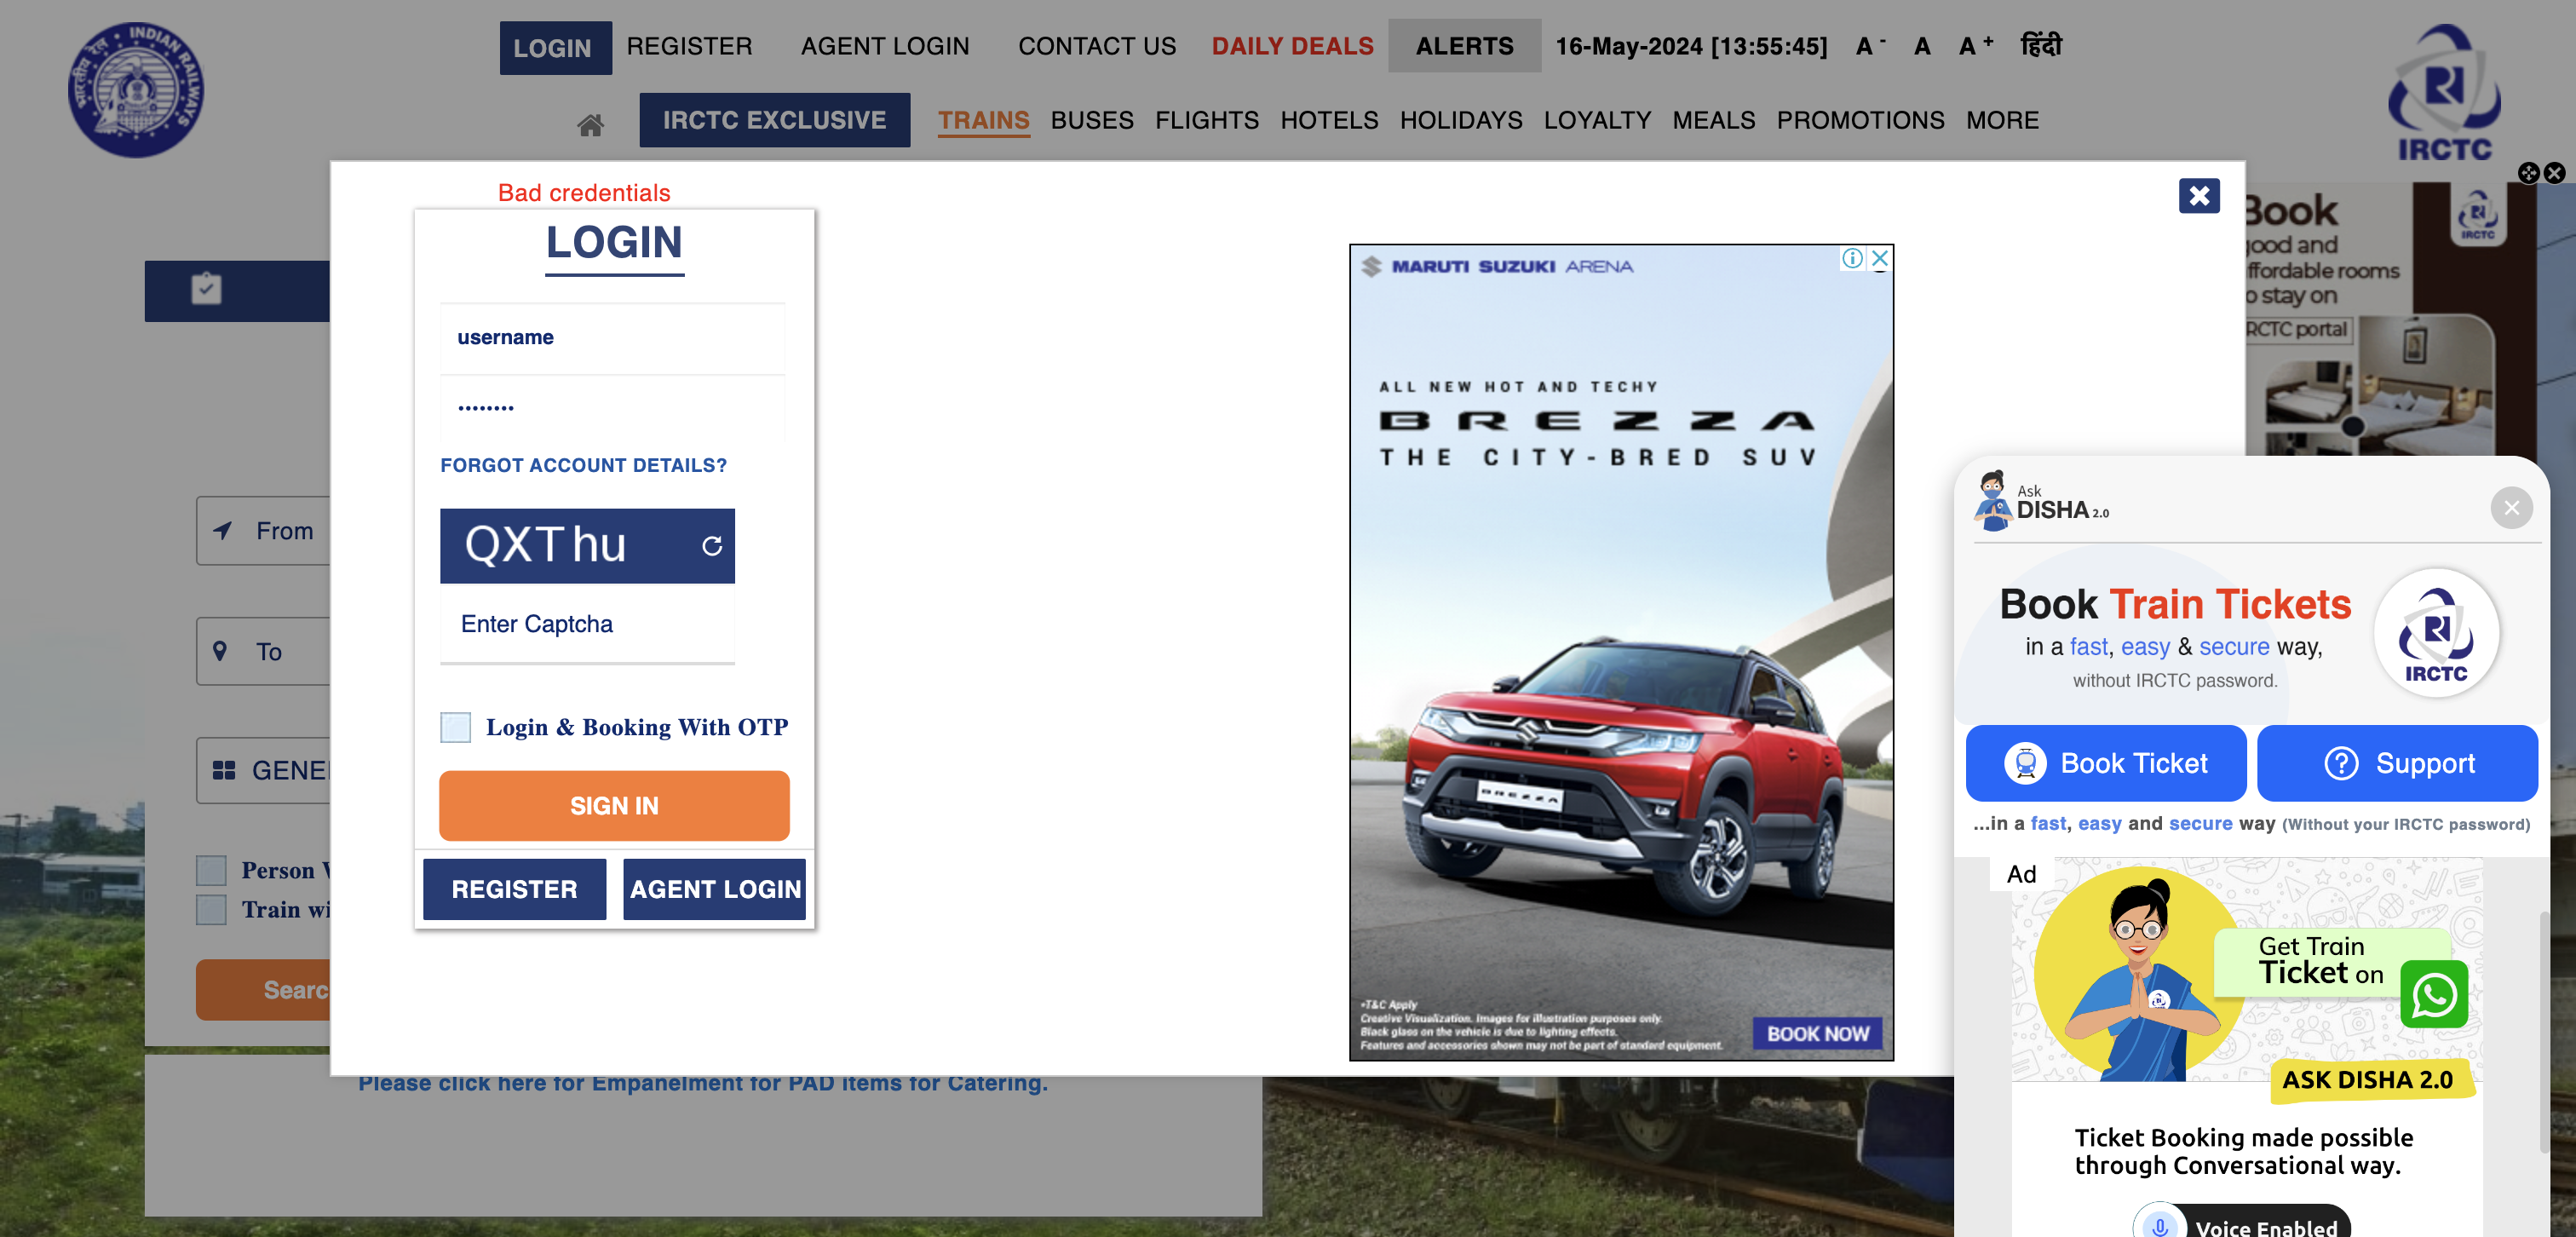 LOGIN REGISTER AGENT LOGIN CONTACT US DAILY DEALS ALERTS 16-May-2024 [13:55:45] A - A A + हिंदी
भारतीय रेल • INDIAN RAILWAYS
IRCTC EXCLUSIVE TRAINS BUSES FLIGHTS HOTELS HOLIDAYS LOYALTY MEALS PROMOTIONS MORE
IRCTC
Bad credentials
LOGIN
username
••••••••
FORGOT ACCOUNT DETAILS?
QXThu
Enter Captcha
Login & Booking With OTP
SIGN IN
REGISTER AGENT LOGIN
From
To
Person
Train
Please click here for Empanelment for PAD items for Catering.
MARUTI SUZUKI ARENA
ALL NEW HOT AND TECHY
BREZZA
THE CITY-BRED SUV
BREZZA
*T&C Apply
Creative Visualization. Images for illustration purposes only.
Black glass on the vehicle is due to lighting effects.
Features and accessories shown may not be part of standard equipment.
BOOK NOW
Book
IRCTC
good and
affordable rooms
to stay on
IRCTC portal
Ask
DISHA 2.0
Book Train Tickets
in a fast, easy & secure way,
without IRCTC password.
IRCTC
Book Ticket Support
...in a fast, easy and secure way (Without your IRCTC password)
Ad
Get Train
Ticket on
ASK DISHA 2.0
Ticket Booking made possible
through Conversational way.
Voice Enabled